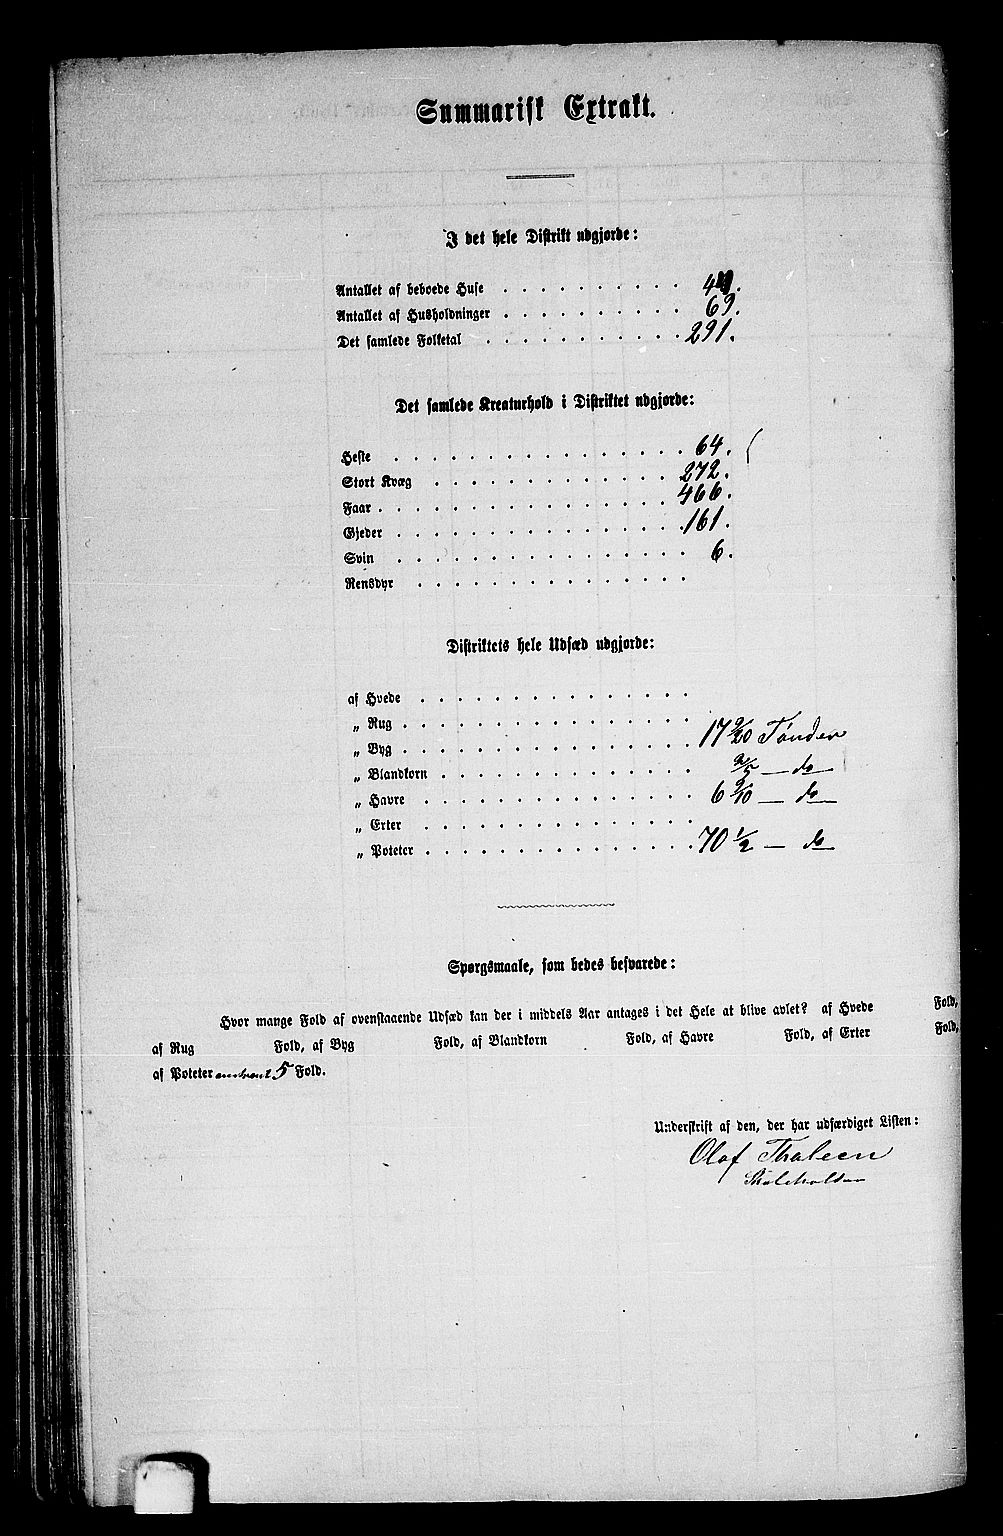 Summarisk Extrakt.
I det hele Distrikt udgjorde:
Antallet af beboede Huse . . . . . . . . . . .
Antallet af Husholdninger . . . . . . . . . . 69.
Det samlede Folketal . . . . . . . . . . 291.
Det samlede Kreaturhold i Distriktet udgjorde:
Heste . . . . . . . . . . . . . . . . 64.
Stort Kvæg . . . . . . . . . . . . . . 272.
Faar . . . . . . . . . . . . . . . . 466.
Gjeder . . . . . . . . . . . . . . . . 161.
Svin . . . . . . . . . . . . . . . . 6.
Rensdyr . . . . . . . . . . . . . . .
Distriktets hele Udsæd udgjorde:
af Hvede . . . . . . . . . . . . . . .
„ Rug . . . . . . . . . . . . . . . .
„ Byg . . . . . . . . . . . . . . . . 17 9/20 Tønder
„ Blandkorn . . . . . . . . . . . . . . 2/5 — do
„ Havre . . . . . . . . . . . . . . . 6 9/10 — do
„ Erter . . . . . . . . . . . . . . .
„ Poteter . . . . . . . . . . . . . . . 70 1/2 — do
Spørgsmaale, som bedes besvarede:
Hvor mange Fold af ovenstaaende Udsæd kan der i middels Aar antages i det Hele at blive avlet? af Hvede Fold,
af Rug Fold, af Byg Fold, af Blandkorn Fold, af Havre Fold, af Erter Fold,
af Poteter omtrent 5 Fold.
Underskrift af den, der har udfærdiget Listen:
Olaf Thaleen
Skoleholder